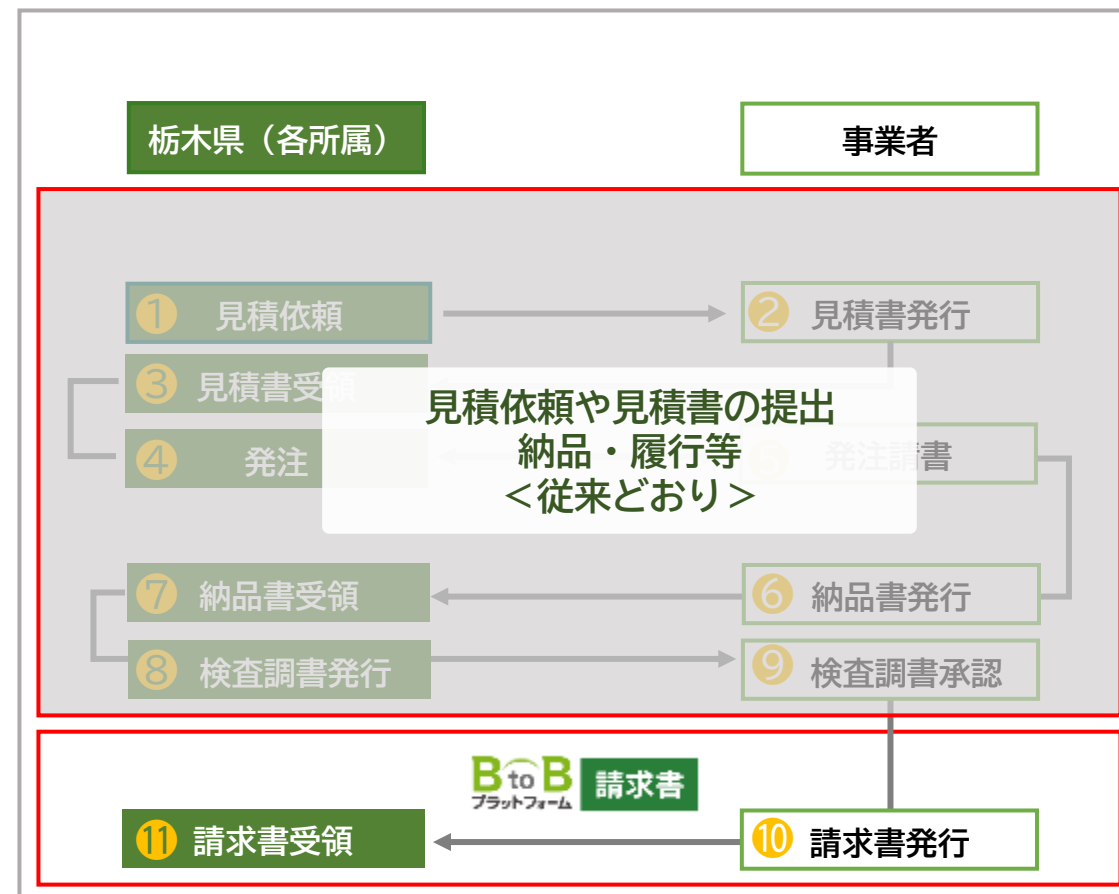 栃木県（各所属）
事業者
① 見積依頼
② 見積書発行
③ 見積書受領
④ 発注
⑤ 発注請書
見積依頼や見積書の提出
納品・履行等
＜従来どおり＞
⑦ 納品書受領
⑥ 納品書発行
⑧ 検査調書発行
⑨ 検査調書承認
BtoB
プラットフォーム
請求書
⑪ 請求書受領
⑩ 請求書発行